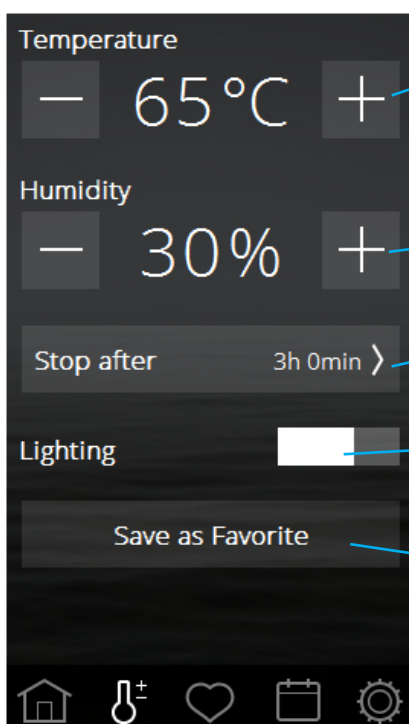 Temperature
− 65°C +
Humidity
− 30% +
Stop after 3h 0min 〉
Lighting
Save as Favorite